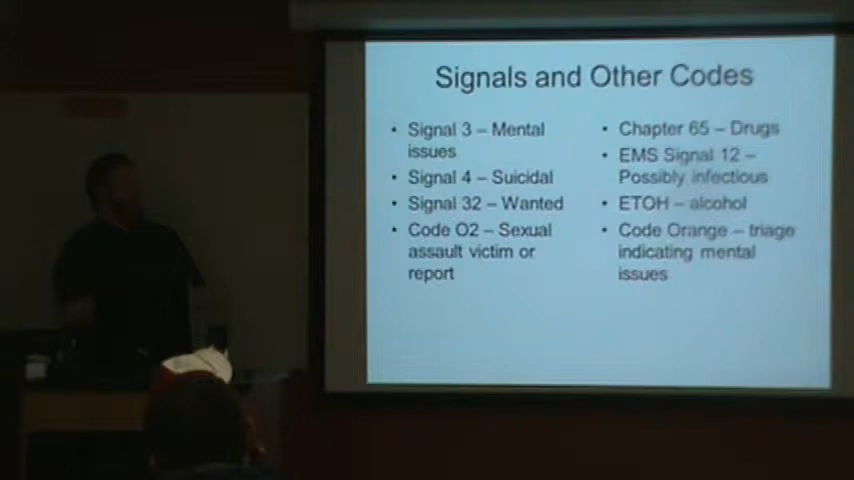 Signals and Other Codes
• Signal 3 – Mental
issues
• Signal 4 – Suicidal
• Signal 32 – Wanted
• Code O2 – Sexual
assault victim or
report
• Chapter 65 – Drugs
• EMS Signal 12 –
Possibly infectious
• ETOH – alcohol
• Code Orange – triage
indicating mental
issues